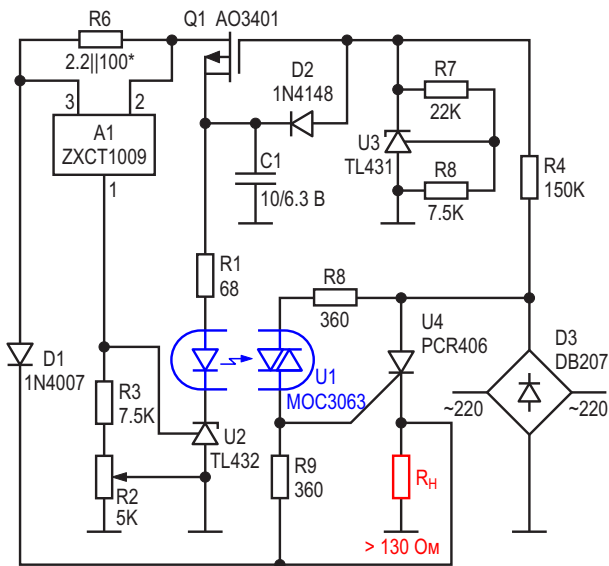 R6
2.2||100*
Q1 AO3401
D2
1N4148
R7
22K
3
2
A1
ZXCT1009
1
U3
TL431
C1
10/6.3 В
R8
7.5K
R4
150K
R1
68
R8
360
U4
PCR406
D3
DB207
D1
1N4007
U1
MOC3063
~220
~220
R3
7.5K
U2
TL432
R2
5K
R9
360
RН
> 130 Ом